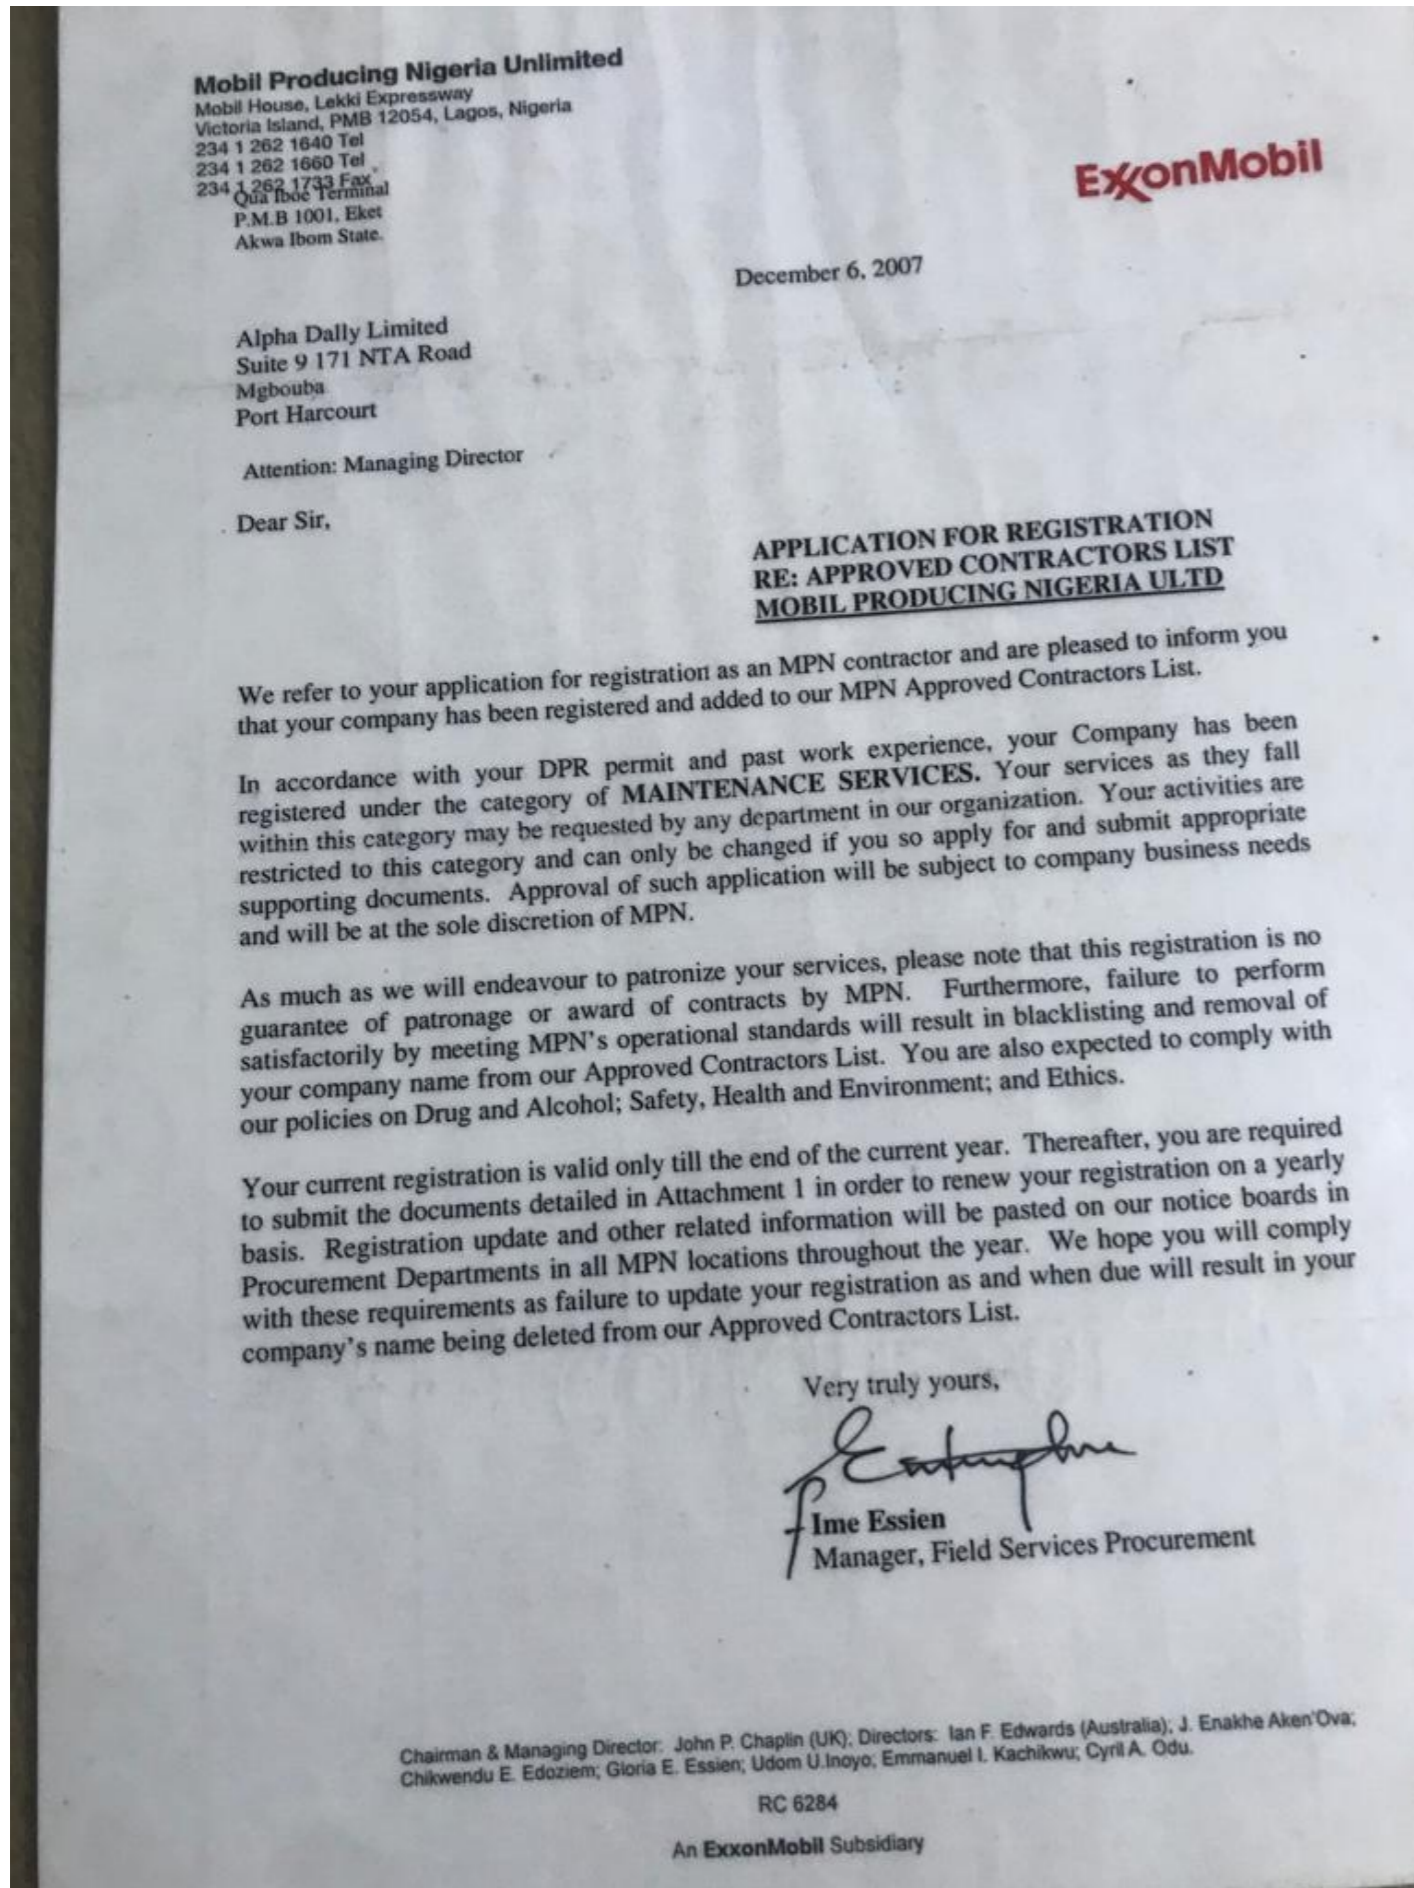 Mobil Producing Nigeria Unlimited
Mobil House, Lekki Expressway
Victoria Island, PMB 12054, Lagos, Nigeria
234 1 262 1640 Tel
234 1 262 1660 Tel
234 1 262 1733 Fax
Qua Iboe Terminal
P.M.B 1001, Eket
Akwa Ibom State.
ExxonMobil
December 6, 2007
Alpha Dally Limited
Suite 9 171 NTA Road
Mgbouba
Port Harcourt
Attention: Managing Director
Dear Sir,
APPLICATION FOR REGISTRATION
RE: APPROVED CONTRACTORS LIST
MOBIL PRODUCING NIGERIA ULTD
We refer to your application for registration as an MPN contractor and are pleased to inform you
that your company has been registered and added to our MPN Approved Contractors List.
In accordance with your DPR permit and past work experience, your Company has been
registered under the category of MAINTENANCE SERVICES. Your services as they fall
within this category may be requested by any department in our organization. Your activities are
restricted to this category and can only be changed if you so apply for and submit appropriate
supporting documents. Approval of such application will be subject to company business needs
and will be at the sole discretion of MPN.
As much as we will endeavour to patronize your services, please note that this registration is no
guarantee of patronage or award of contracts by MPN. Furthermore, failure to perform
satisfactorily by meeting MPN's operational standards will result in blacklisting and removal of
your company name from our Approved Contractors List. You are also expected to comply with
our policies on Drug and Alcohol; Safety, Health and Environment; and Ethics.
Your current registration is valid only till the end of the current year. Thereafter, you are required
to submit the documents detailed in Attachment 1 in order to renew your registration on a yearly
basis. Registration update and other related information will be pasted on our notice boards in
Procurement Departments in all MPN locations throughout the year. We hope you will comply
with these requirements as failure to update your registration as and when due will result in your
company's name being deleted from our Approved Contractors List.
Very truly yours,
Ime Essien
Manager, Field Services Procurement
Chairman & Managing Director: John P. Chaplin (UK); Directors: Ian F. Edwards (Australia); J. Enakhe Aken'Ova;
Chikwendu E. Edoziem; Gloria E. Essien; Udom U.Inoyo; Emmanuel I. Kachikwu; Cyril A. Odu.
RC 6284
An ExxonMobil Subsidiary